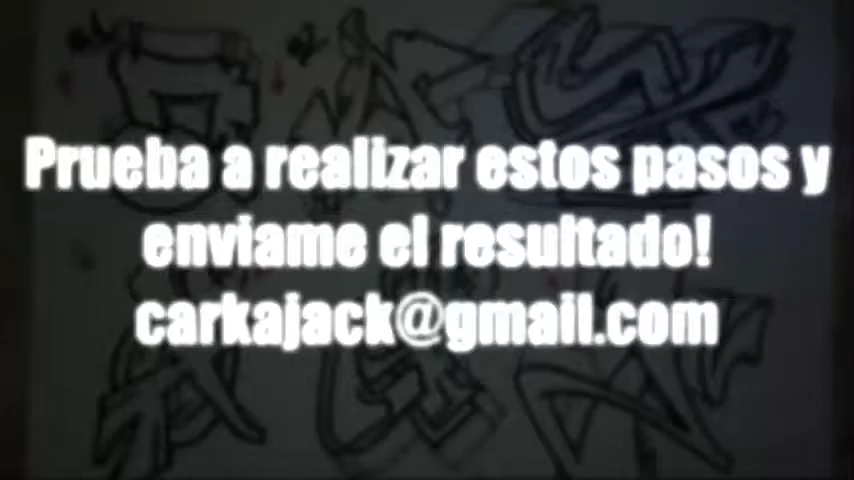 Prueba a realizar estos pasos y
enviame el resultado!
carkajack@gmail.com